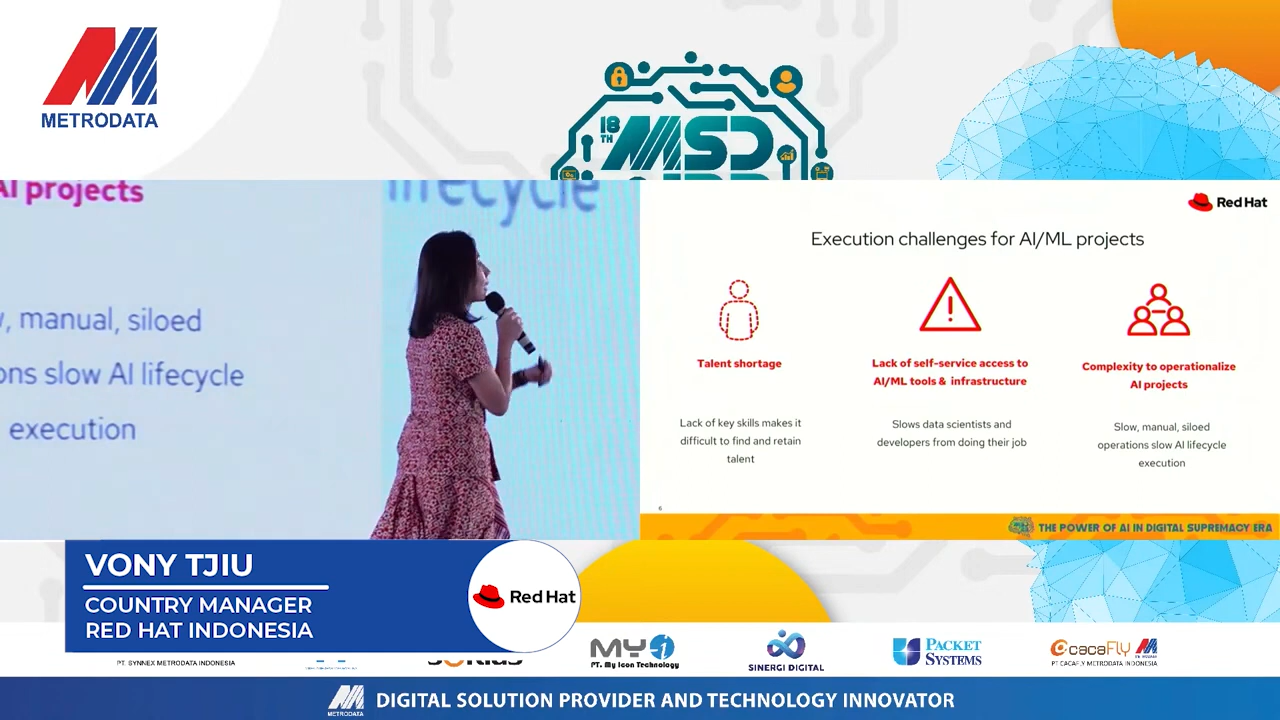 METRODATA
18
TH
MSD
AI projects
lifecycle
manual, siloed
slow AI lifecycle
execution
Red Hat
Execution challenges for AI/ML projects
Talent shortage
Lack of key skills makes it
difficult to find and retain
talent
Lack of self-service access to
AI/ML tools & infrastructure
Slows data scientists and
developers from doing their job
Complexity to operationalize
AI projects
Slow, manual, siloed
operations slow AI lifecycle
execution
6
THE POWER OF AI IN DIGITAL SUPREMACY ERA
VONY TJIU
COUNTRY MANAGER
RED HAT INDONESIA
Red Hat
PT. SYNNEX METRODATA INDONESIA
MY i
PT. My Icon Technology
SINERGI DIGITAL
PACKET
SYSTEMS
cacaFLY
PT CACAFLY METRODATA INDONESIA
METRODATA
DIGITAL SOLUTION PROVIDER AND TECHNOLOGY INNOVATOR